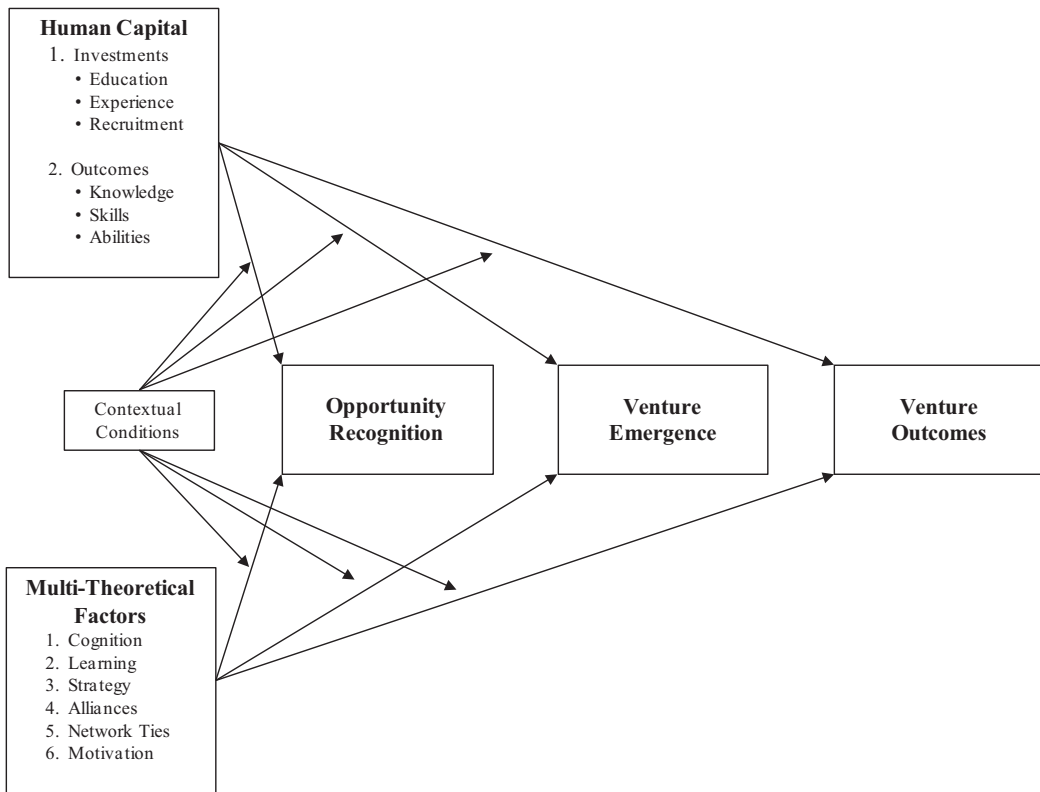 Human Capital
1. Investments
• Education
• Experience
• Recruitment
2. Outcomes
• Knowledge
• Skills
• Abilities
Contextual
Conditions
Opportunity
Recognition
Venture
Emergence
Venture
Outcomes
Multi-Theoretical
Factors
1. Cognition
2. Learning
3. Strategy
4. Alliances
5. Network Ties
6. Motivation